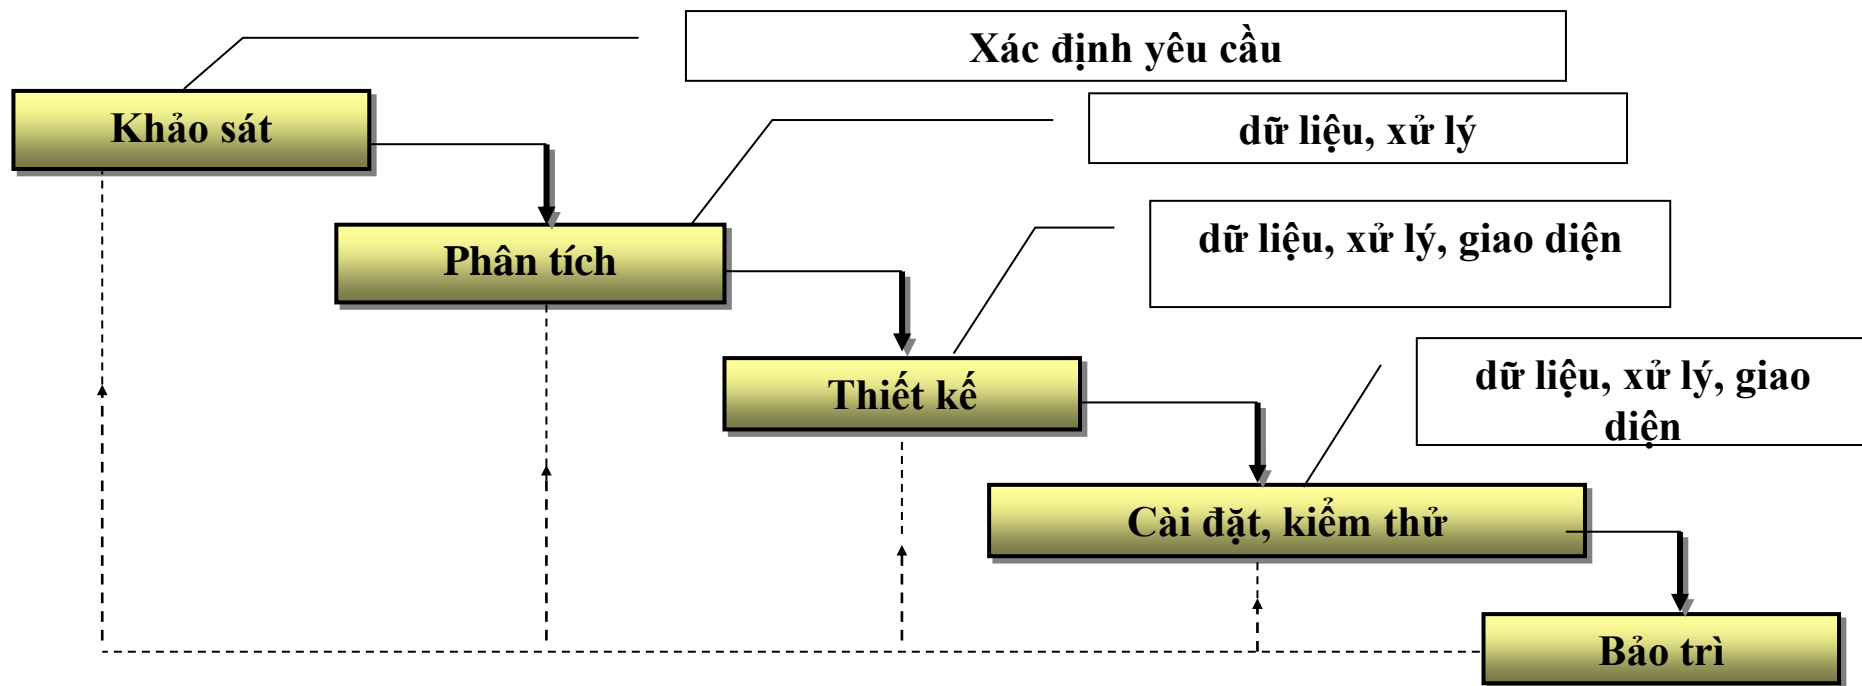 Xác định yêu cầu
Khảo sát
dữ liệu, xử lý
Phân tích
dữ liệu, xử lý, giao diện
Thiết kế
dữ liệu, xử lý, giao
diện
Cài đặt, kiểm thử
Bảo trì